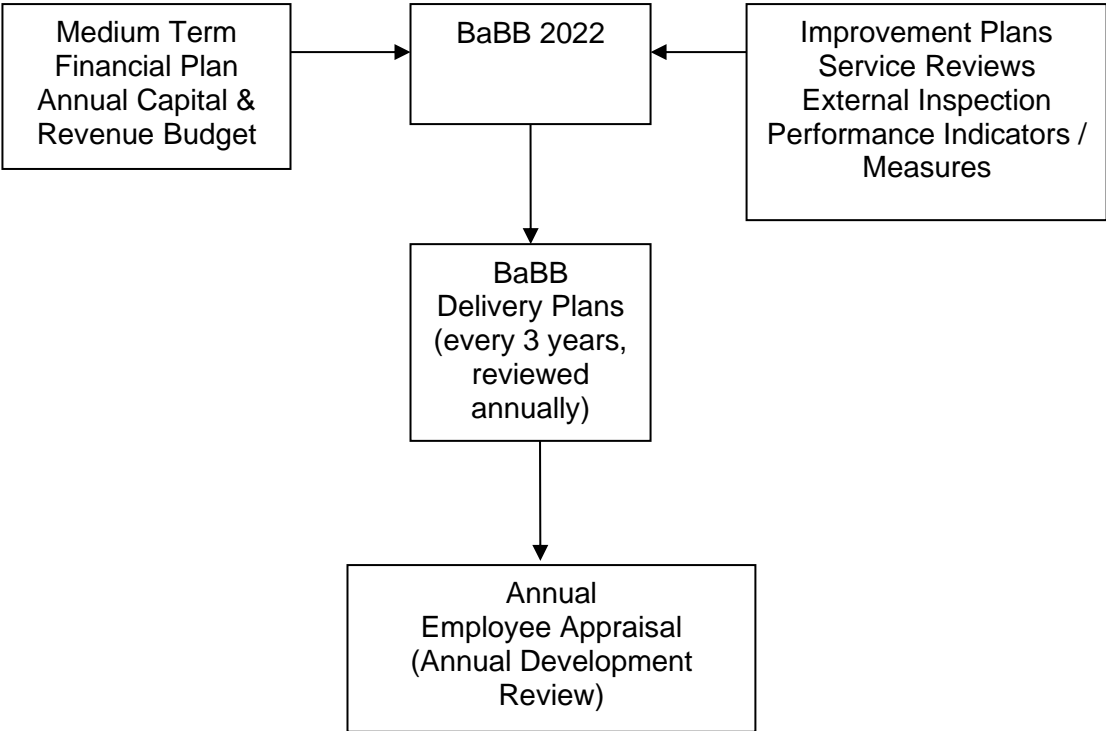 Medium Term
Financial Plan
Annual Capital &
Revenue Budget
BaBB 2022
Improvement Plans
Service Reviews
External Inspection
Performance Indicators /
Measures
BaBB
Delivery Plans
(every 3 years,
reviewed
annually)
Annual
Employee Appraisal
(Annual Development
Review)